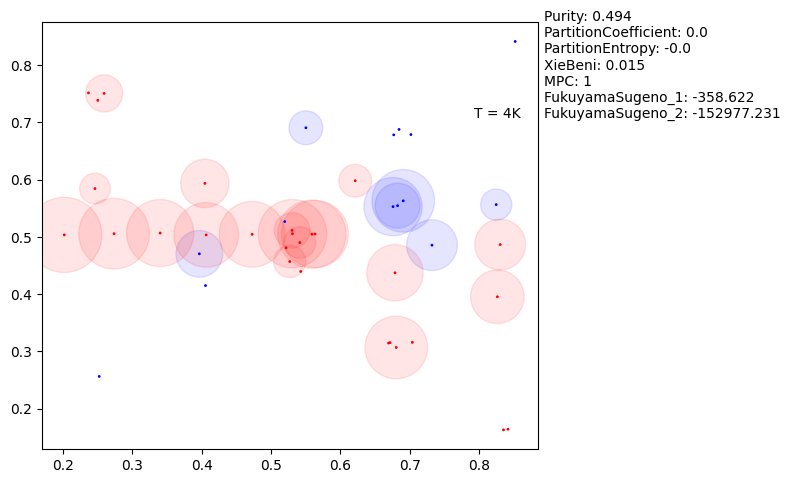 Purity: 0.494
PartitionCoefficient: 0.0
PartitionEntropy: -0.0
XieBeni: 0.015
MPC: 1
FukuyamaSugeno_1: -358.622
FukuyamaSugeno_2: -152977.231
T = 4K
0.8
0.7
0.6
0.5
0.4
0.3
0.2
0.2 0.3 0.4 0.5 0.6 0.7 0.8